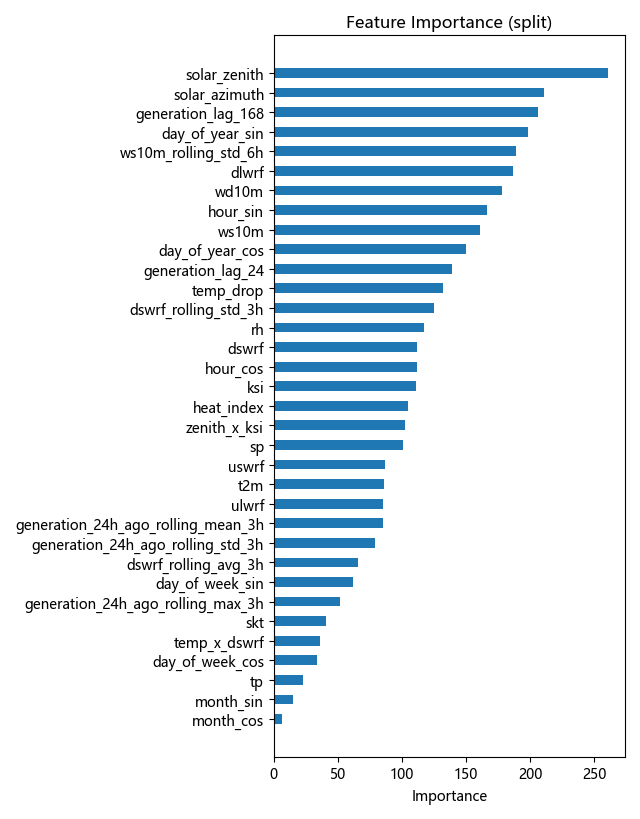 Feature Importance (split)
solar_zenith
solar_azimuth
generation_lag_168
day_of_year_sin
ws10m_rolling_std_6h
dlwrf
wd10m
hour_sin
ws10m
day_of_year_cos
generation_lag_24
temp_drop
dswrf_rolling_std_3h
rh
dswrf
hour_cos
ksi
heat_index
zenith_x_ksi
sp
uswrf
t2m
ulwrf
generation_24h_ago_rolling_mean_3h
generation_24h_ago_rolling_std_3h
dswrf_rolling_avg_3h
day_of_week_sin
generation_24h_ago_rolling_max_3h
skt
temp_x_dswrf
day_of_week_cos
tp
month_sin
month_cos
0 50 100 150 200 250
Importance